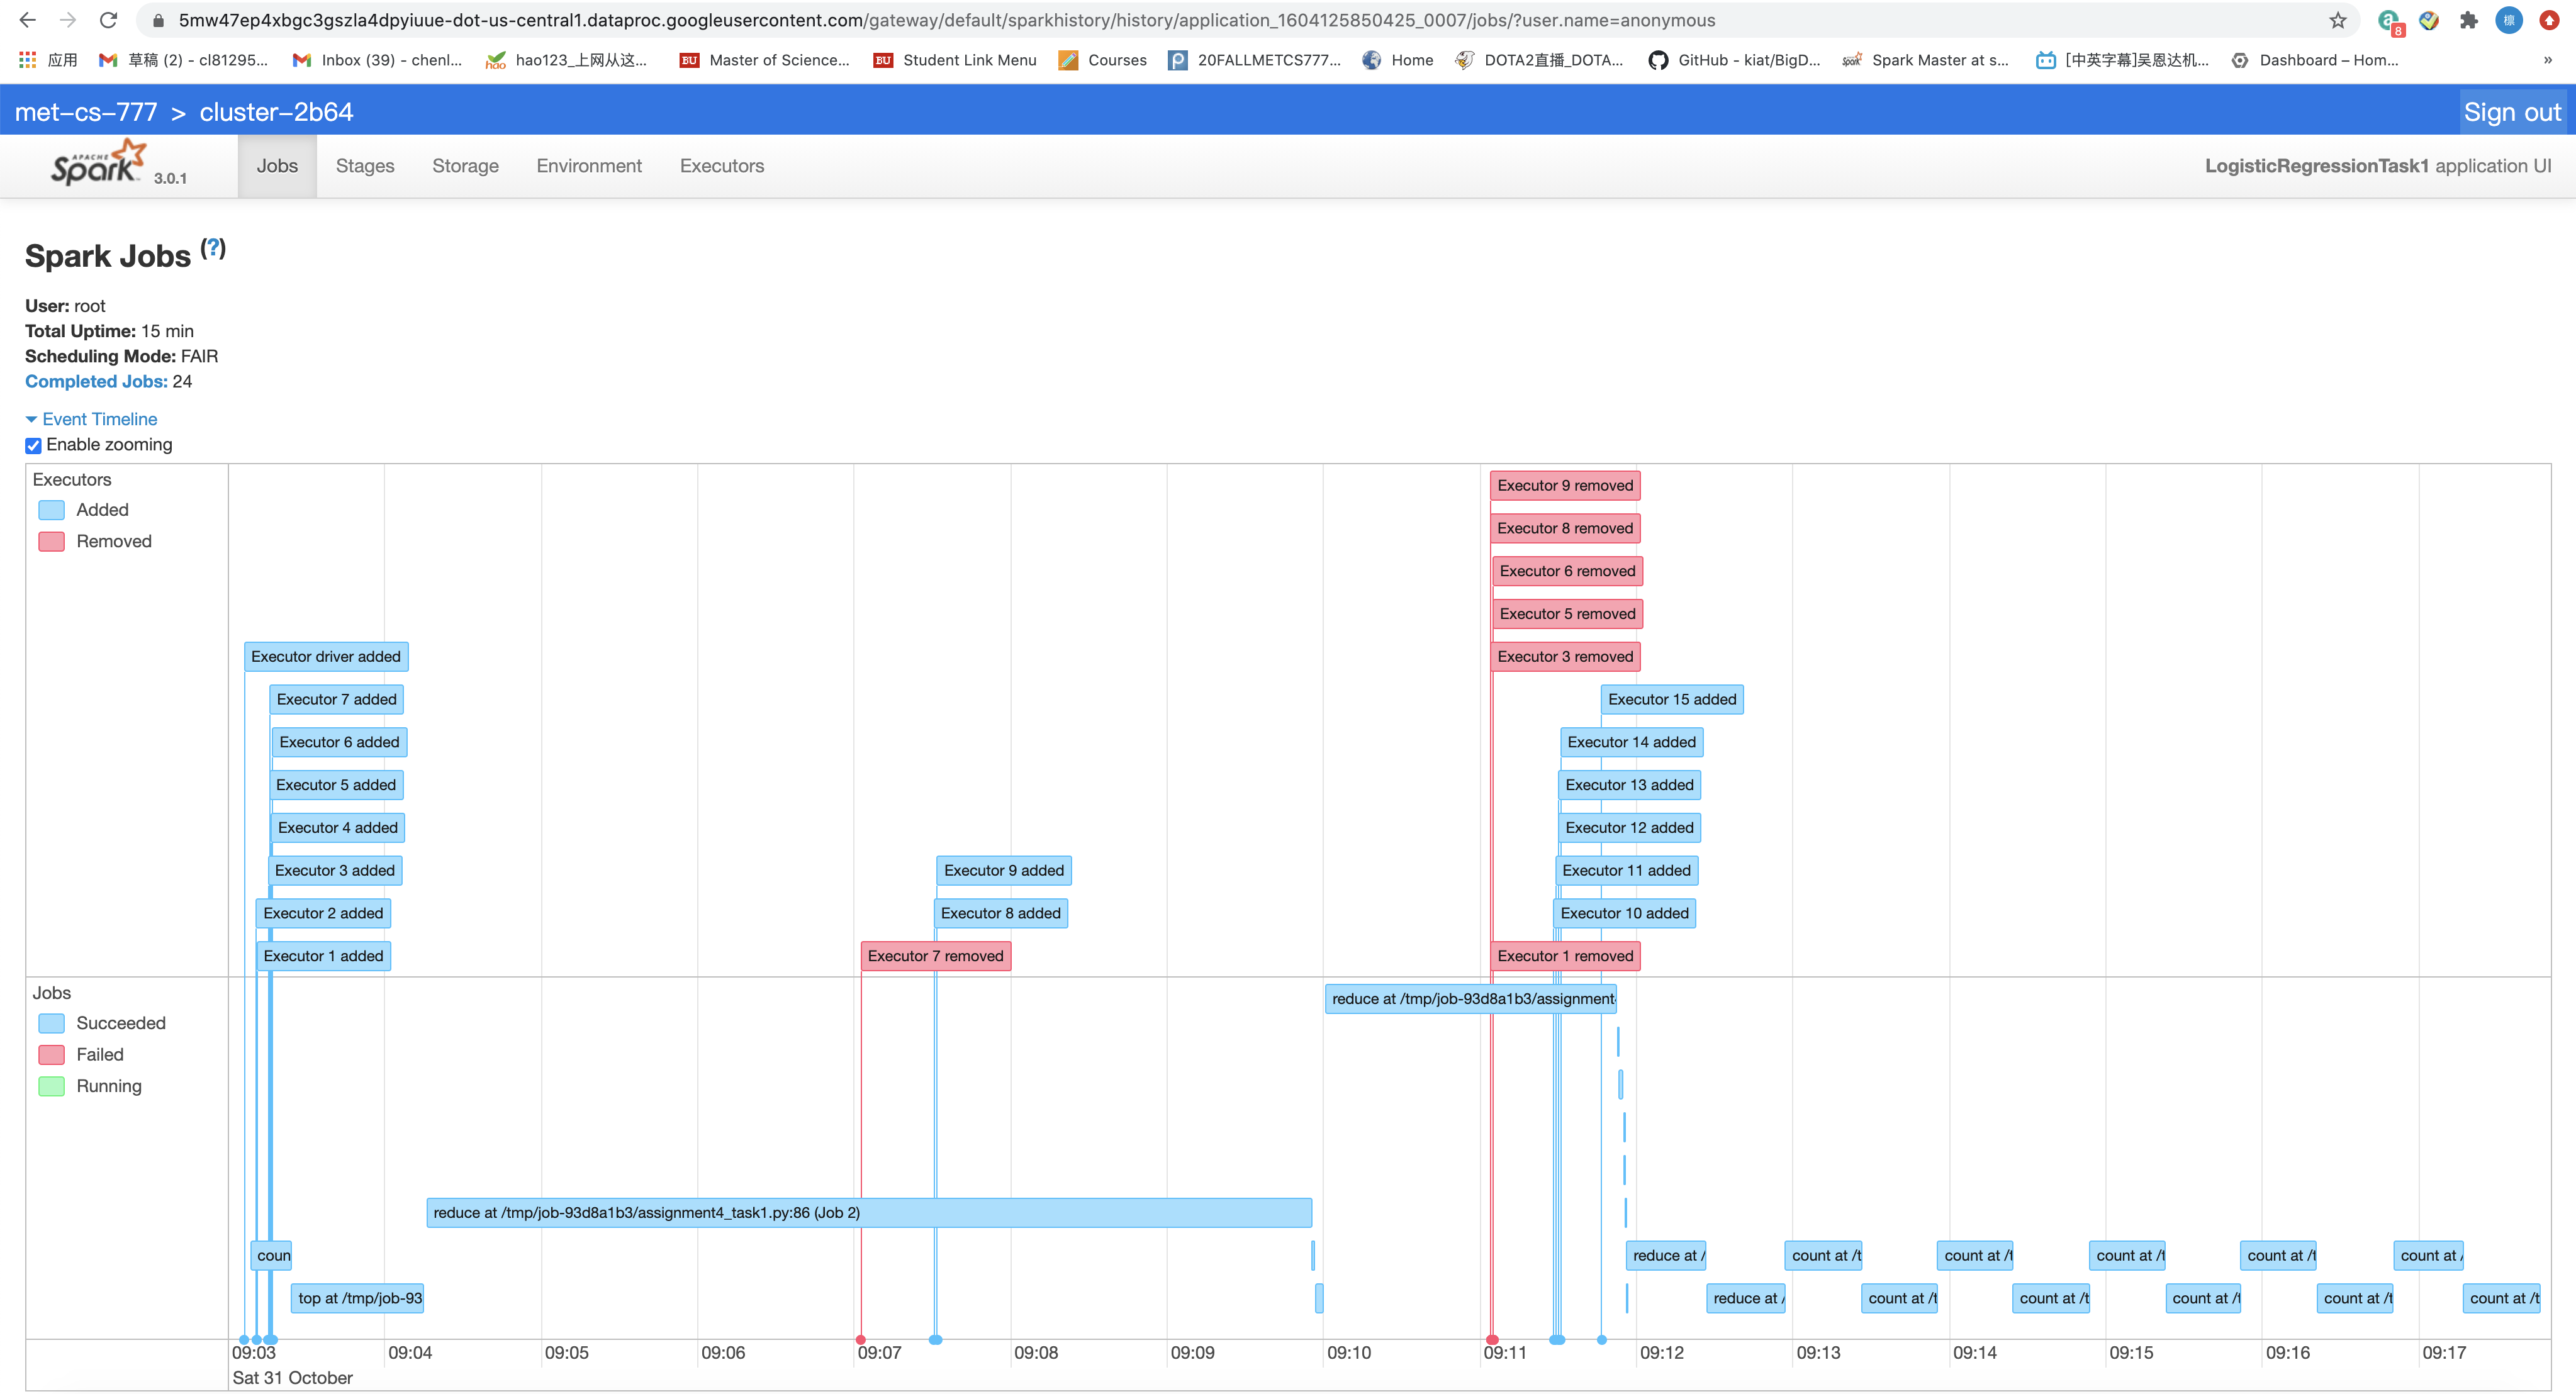 5mw47ep4xbgc3gszla4dpyiuue-dot-us-central1.dataproc.googleusercontent.com/gateway/default/sparkhistory/history/application_1604125850425_0007/jobs/?user.name=anonymous
8
檩
应用 草稿 (2) - cl81295... Inbox (39) - chenl... hao hao123_上网从这... BU Master of Science... BU Student Link Menu Courses P 20FALLMETCS777... Home DOTA2直播_DOTA... GitHub - kiat/BigD... Spark Master at s... [中英字幕]吴恩达机... Dashboard – Hom... »
met-cs-777 > cluster-2b64 Sign out
APACHE Spark 3.0.1 Jobs Stages Storage Environment Executors LogisticRegressionTask1 application UI
Spark Jobs (?)
User: root
Total Uptime: 15 min
Scheduling Mode: FAIR
Completed Jobs: 24
Event Timeline
Enable zooming
Executors
Added
Removed
Executor 9 removed
Executor 8 removed
Executor 6 removed
Executor 5 removed
Executor driver added Executor 3 removed
Executor 7 added Executor 15 added
Executor 6 added Executor 14 added
Executor 5 added Executor 13 added
Executor 4 added Executor 12 added
Executor 3 added Executor 9 added Executor 11 added
Executor 2 added Executor 8 added Executor 10 added
Executor 1 added Executor 7 removed Executor 1 removed
Jobs
Succeeded
Failed
Running
reduce at /tmp/job-93d8a1b3/assignment
reduce at /tmp/job-93d8a1b3/assignment4_task1.py:86 (Job 2)
coun reduce at / count at /t count at /t count at /t count at /t count at /
top at /tmp/job-93 reduce at / count at /t count at /t count at /t count at /t count at /t
09:03 09:04 09:05 09:06 09:07 09:08 09:09 09:10 09:11 09:12 09:13 09:14 09:15 09:16 09:17
Sat 31 October